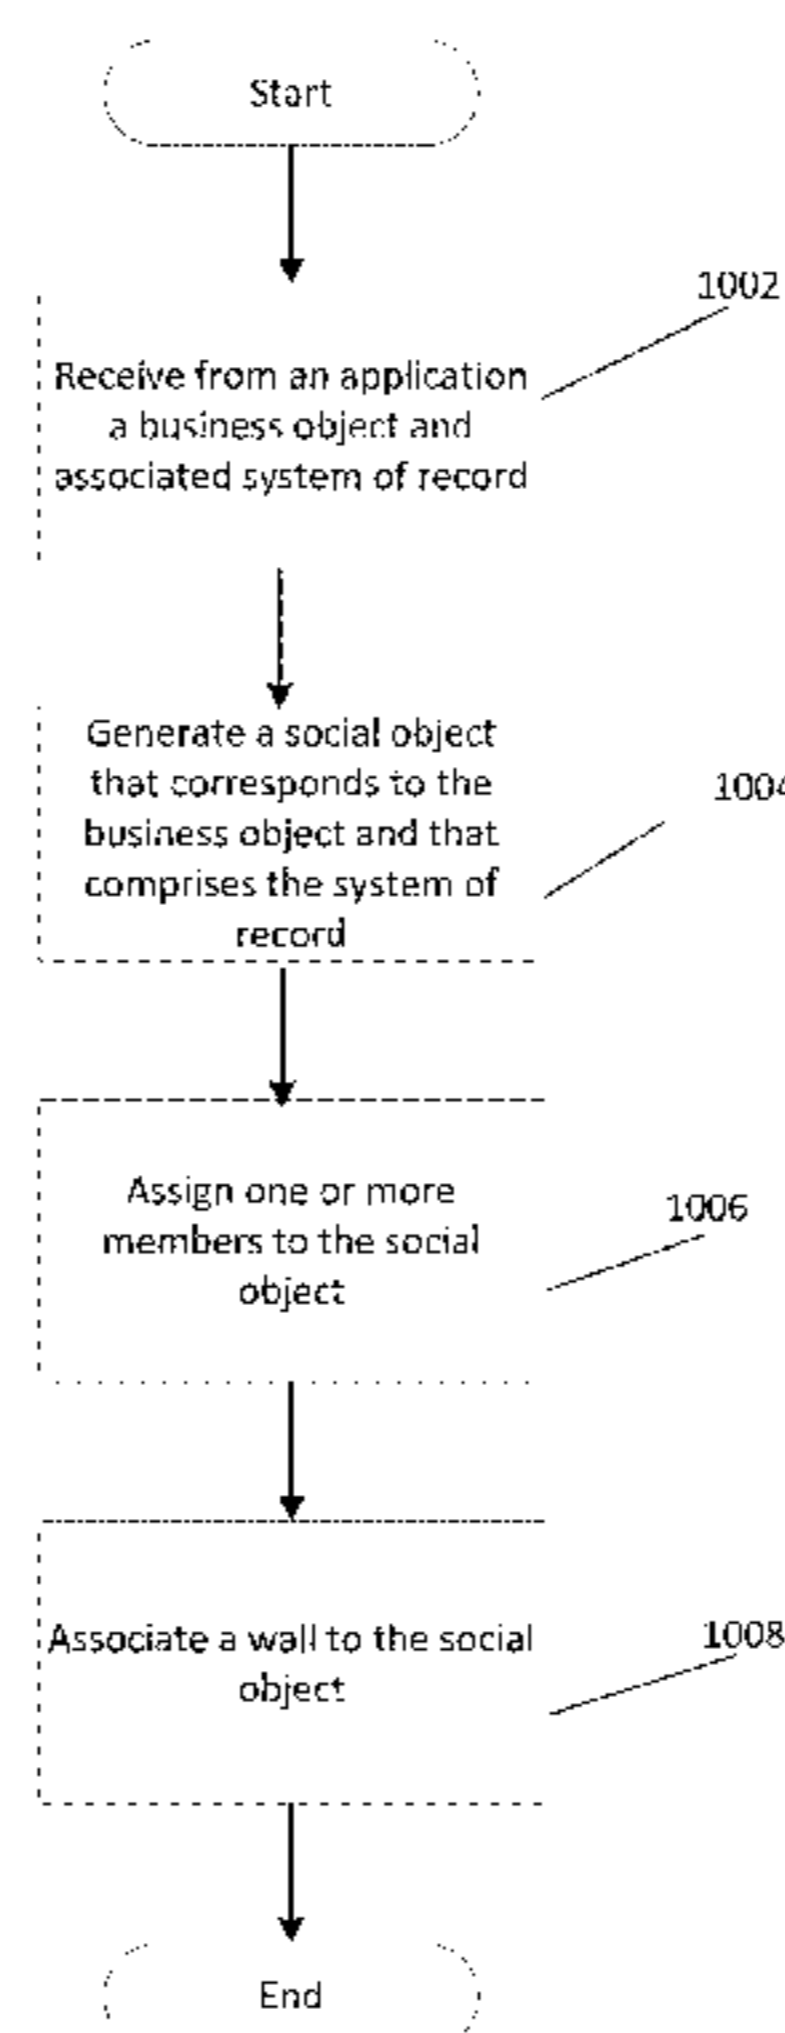 Start
1002
Receive from an application
a business object and
associated system of record
Generate a social object
that corresponds to the
1004
business object and that
comprises the system of
record
Assign one or more
1006
members to the social
object
Associate a wall to the social
1008
object
End